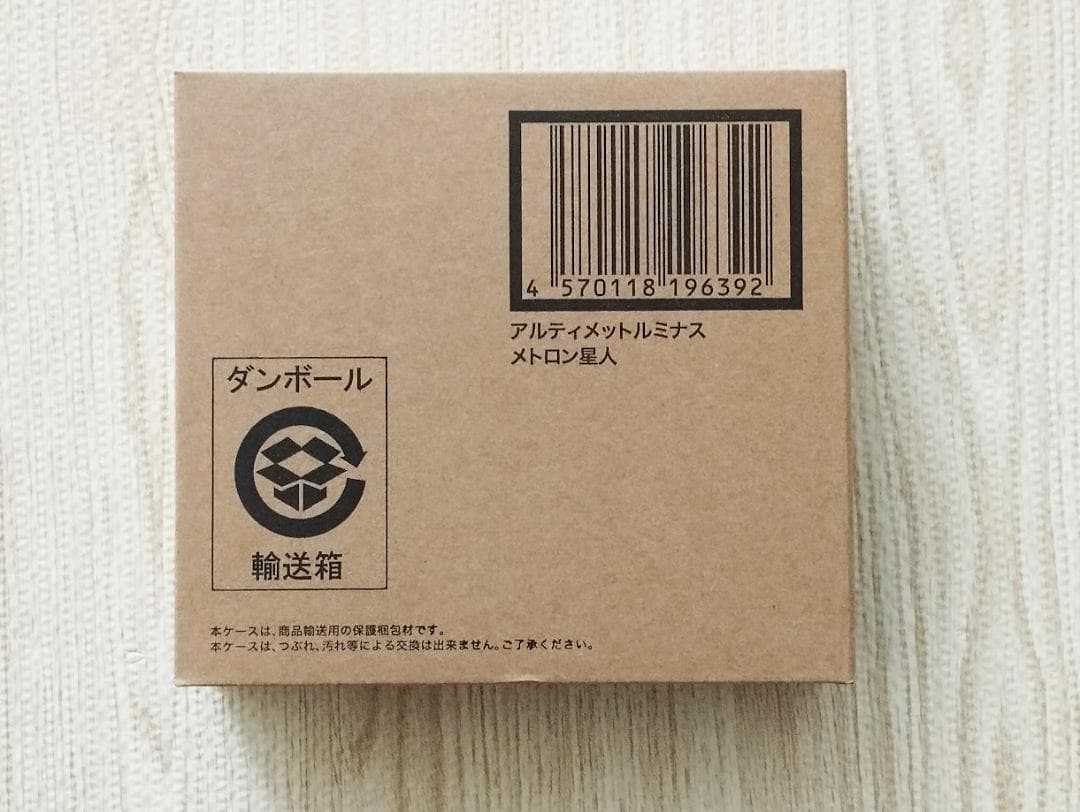 4 570118 196392
アルティメットルミナス
メトロン星人
ダンボール
輸送箱
本ケースは、商品輸送用の保護梱包材です。
本ケースは、つぶれ、汚れ等による交換は出来ません。ご了承ください。